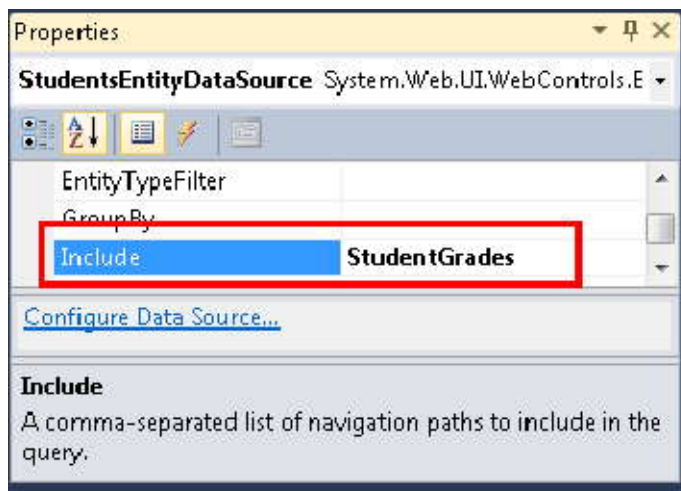 Properties
StudentsEntityDataSource System.Web.UI.WebControls.E
EntityTypeFilter
GroupBy
Include StudentGrades
Configure Data Source...
Include
A comma-separated list of navigation paths to include in the
query.